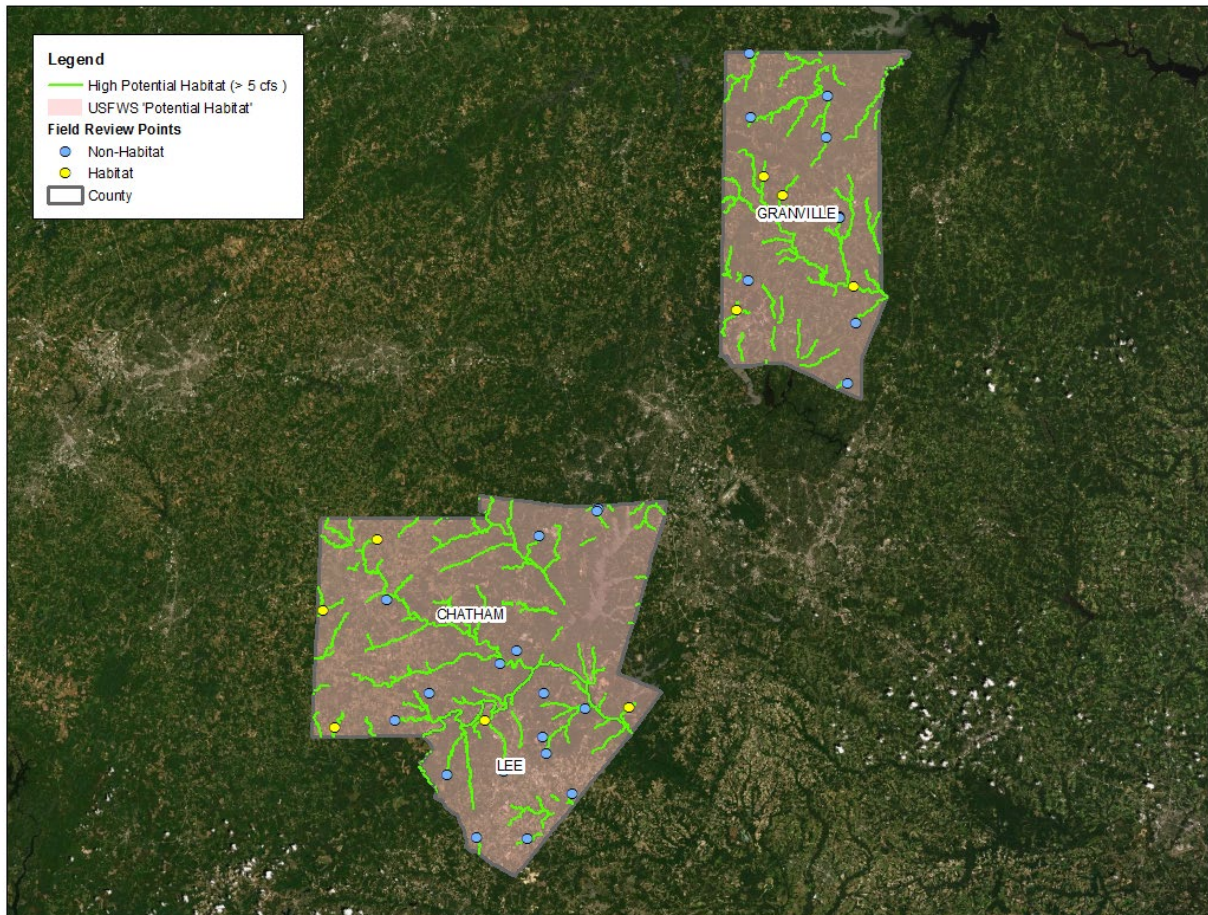 Legend
High Potential Habitat (> 5 cfs )
USFWS 'Potential Habitat'
Field Review Points
Non-Habitat
Habitat
County
GRANVILLE
CHATHAM
LEE